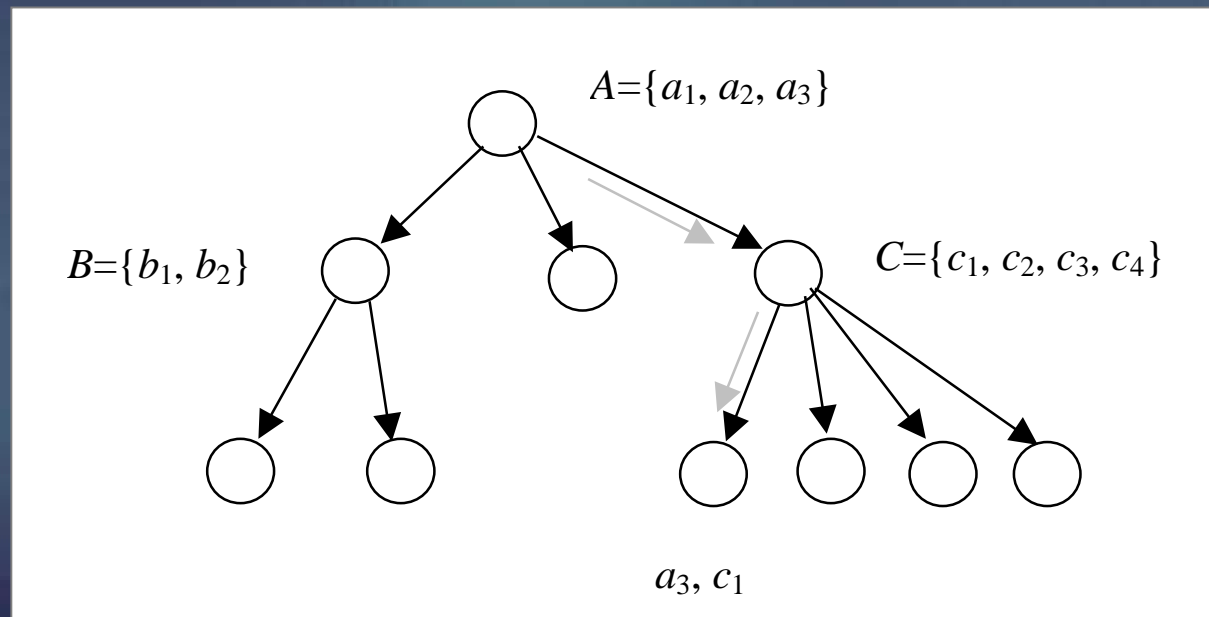 A={a₁, a₂, a₃}
B={b₁, b₂}
C={c₁, c₂, c₃, c₄}
a₃, c₁